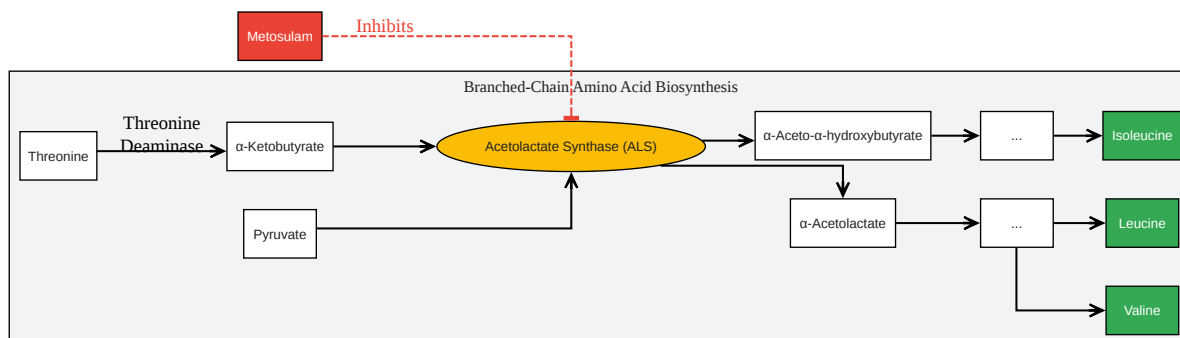 Metosulam
Inhibits
Branched-Chain Amino Acid Biosynthesis
Threonine
Threonine
Deaminase
α-Ketobutyrate
Acetolactate Synthase (ALS)
α-Aceto-α-hydroxybutyrate
...
Isoleucine
Pyruvate
α-Acetolactate
...
Leucine
Valine